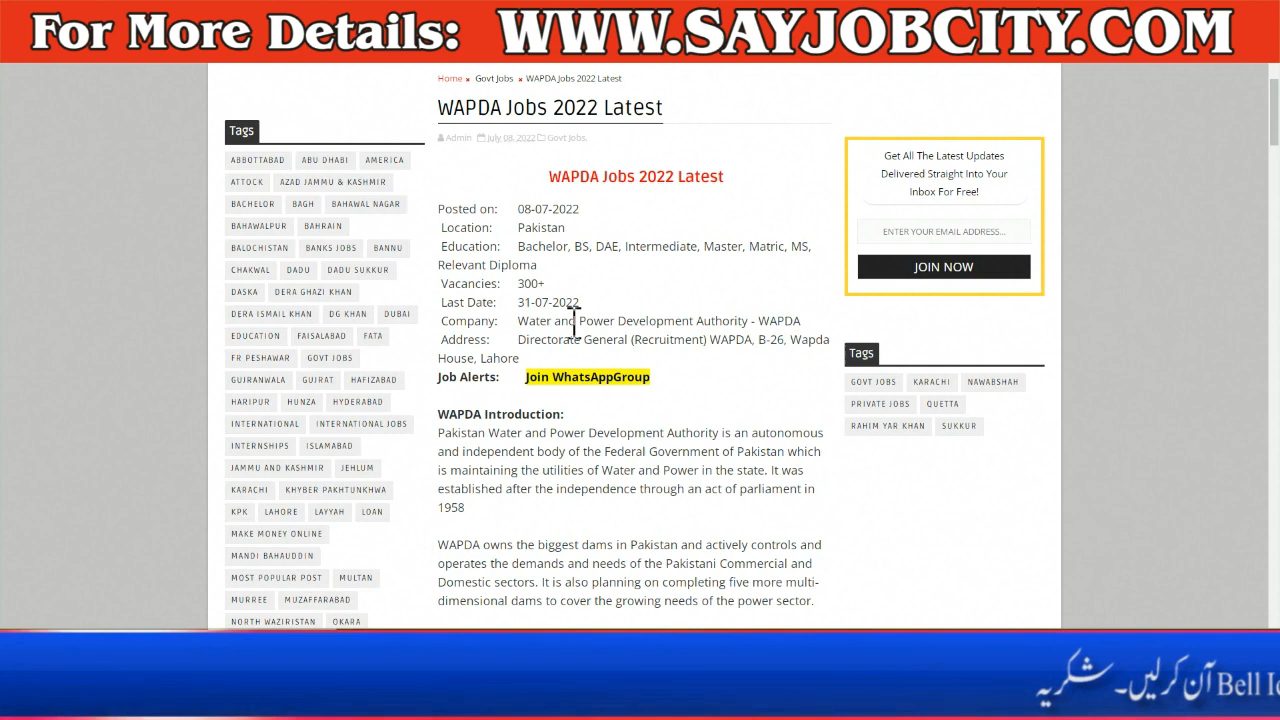 For More Details: WWW.SAYJOBCITY.COM
Home × Govt Jobs × WAPDA Jobs 2022 Latest
WAPDA Jobs 2022 Latest
Admin July 08, 2022 Govt Jobs,
Tags
ABBOTTABAD ABU DHABI AMERICA
ATTOCK AZAD JAMMU & KASHMIR
BACHELOR BAGH BAHAWAL NAGAR
BAHAWALPUR BAHRAIN
BALOCHISTAN BANKS JOBS BANNU
CHAKWAL DADU DADU SUKKUR
DASKA DERA GHAZI KHAN
DERA ISMAIL KHAN DG KHAN DUBAI
EDUCATION FAISALABAD FATA
FR PESHAWAR GOVT JOBS
GUJRANWALA GUJRAT HAFIZABAD
HARIPUR HUNZA HYDERABAD
INTERNATIONAL INTERNATIONAL JOBS
INTERNSHIPS ISLAMABAD
JAMMU AND KASHMIR JEHLUM
KARACHI KHYBER PAKHTUNKHWA
KPK LAHORE LAYYAH LOAN
MAKE MONEY ONLINE
MANDI BAHAUDDIN
MOST POPULAR POST MULTAN
MURREE MUZAFFARABAD
NORTH WAZIRISTAN OKARA
WAPDA Jobs 2022 Latest
Posted on: 08-07-2022
Location: Pakistan
Education: Bachelor, BS, DAE, Intermediate, Master, Matric, MS,
Relevant Diploma
Vacancies: 300+
Last Date: 31-07-2022
Company: Water and Power Development Authority - WAPDA
Address: Directorate General (Recruitment) WAPDA, B-26, Wapda
House, Lahore
Job Alerts: Join WhatsAppGroup
WAPDA Introduction:
Pakistan Water and Power Development Authority is an autonomous
and independent body of the Federal Government of Pakistan which
is maintaining the utilities of Water and Power in the state. It was
established after the independence through an act of parliament in
1958
WAPDA owns the biggest dams in Pakistan and actively controls and
operates the demands and needs of the Pakistani Commercial and
Domestic sectors. It is also planning on completing five more multi-
dimensional dams to cover the growing needs of the power sector.
Get All The Latest Updates
Delivered Straight Into Your
Inbox For Free!
ENTER YOUR EMAIL ADDRESS...
JOIN NOW
Tags
GOVT JOBS KARACHI NAWABSHAH
PRIVATE JOBS QUETTA
RAHIM YAR KHAN SUKKUR
Bell آن کرلیں۔ شکریہ